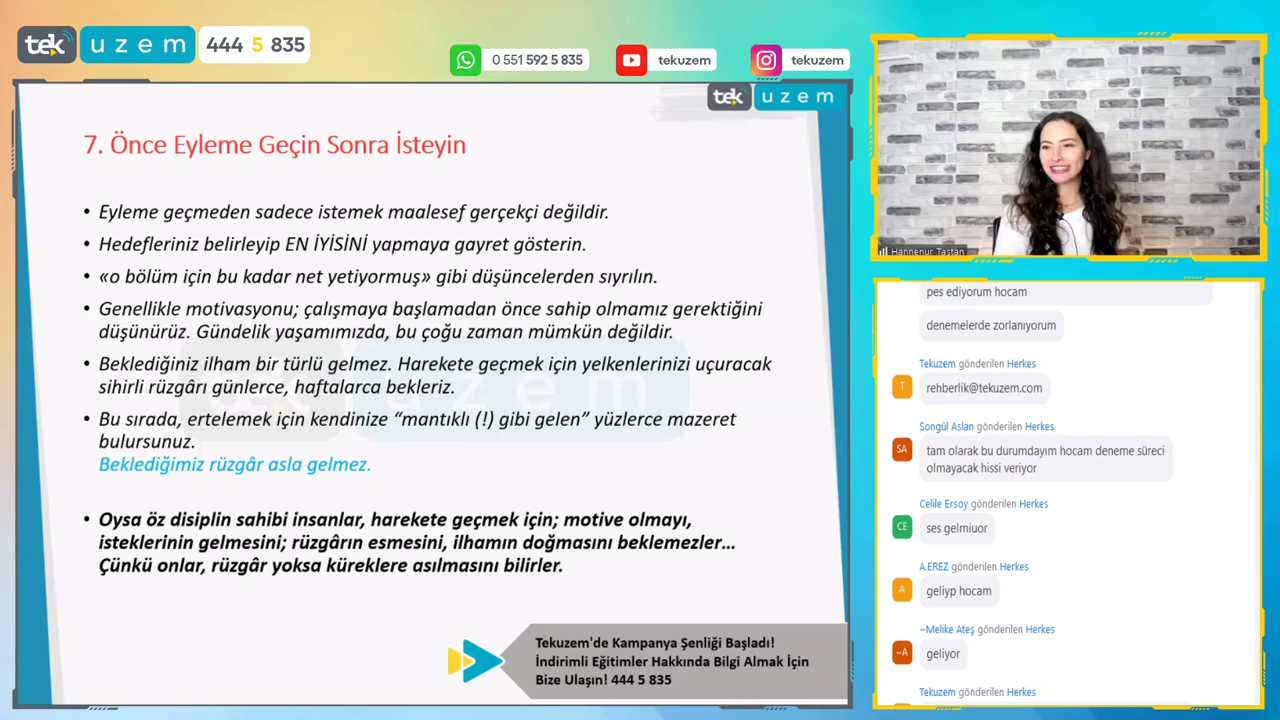 tek uzem 444 5 835
0 551 592 5 835
tekuzem
tekuzem
tek uzem
7. Önce Eyleme Geçin Sonra İsteyin
• Eyleme geçmeden sadece istemek maalesef gerçekçi değildir.
• Hedefleriniz belirleyip EN İYİSİNİ yapmaya gayret gösterin.
• «o bölüm için bu kadar net yetiyormuş» gibi düşüncelerden sıyrılın.
• Genellikle motivasyonu; çalışmaya başlamadan önce sahip olmamız gerektiğini
düşünürüz. Gündelik yaşamımızda, bu çoğu zaman mümkün değildir.
• Beklediğiniz ilham bir türlü gelmez. Harekete geçmek için yelkenlerinizi uçuracak
sihirli rüzgârı günlerce, haftalarca bekleriz.
• Bu sırada, ertelemek için kendinize “mantıklı (!) gibi gelen” yüzlerce mazeret
bulursunuz.
Beklediğimiz rüzgâr asla gelmez.
• Oysa öz disiplin sahibi insanlar, harekete geçmek için; motive olmayı,
isteklerinin gelmesini; rüzgârın esmesini, ilhamın doğmasını beklemezler...
Çünkü onlar, rüzgâr yoksa küreklere asılmasını bilirler.
Tekuzem'de Kampanya Şenliği Başladı!
İndirimli Eğitimler Hakkında Bilgi Almak İçin
Bize Ulaşın! 444 5 835
Hannenur Tastan
pes ediyorum hocam
denemelerde zorlanıyorum
Tekuzem gönderilen Herkes
T
rehberlik@tekuzem.com
Songül Aslan gönderilen Herkes
SA
tam olarak bu durumdayım hocam deneme süreci
olmayacak hissi veriyor
Celile Ersoy gönderilen Herkes
CE
ses gelmiuor
A.EREZ gönderilen Herkes
A
geliyp hocam
~Melike Ateş gönderilen Herkes
~A
geliyor
Tekuzem gönderilen Herkes